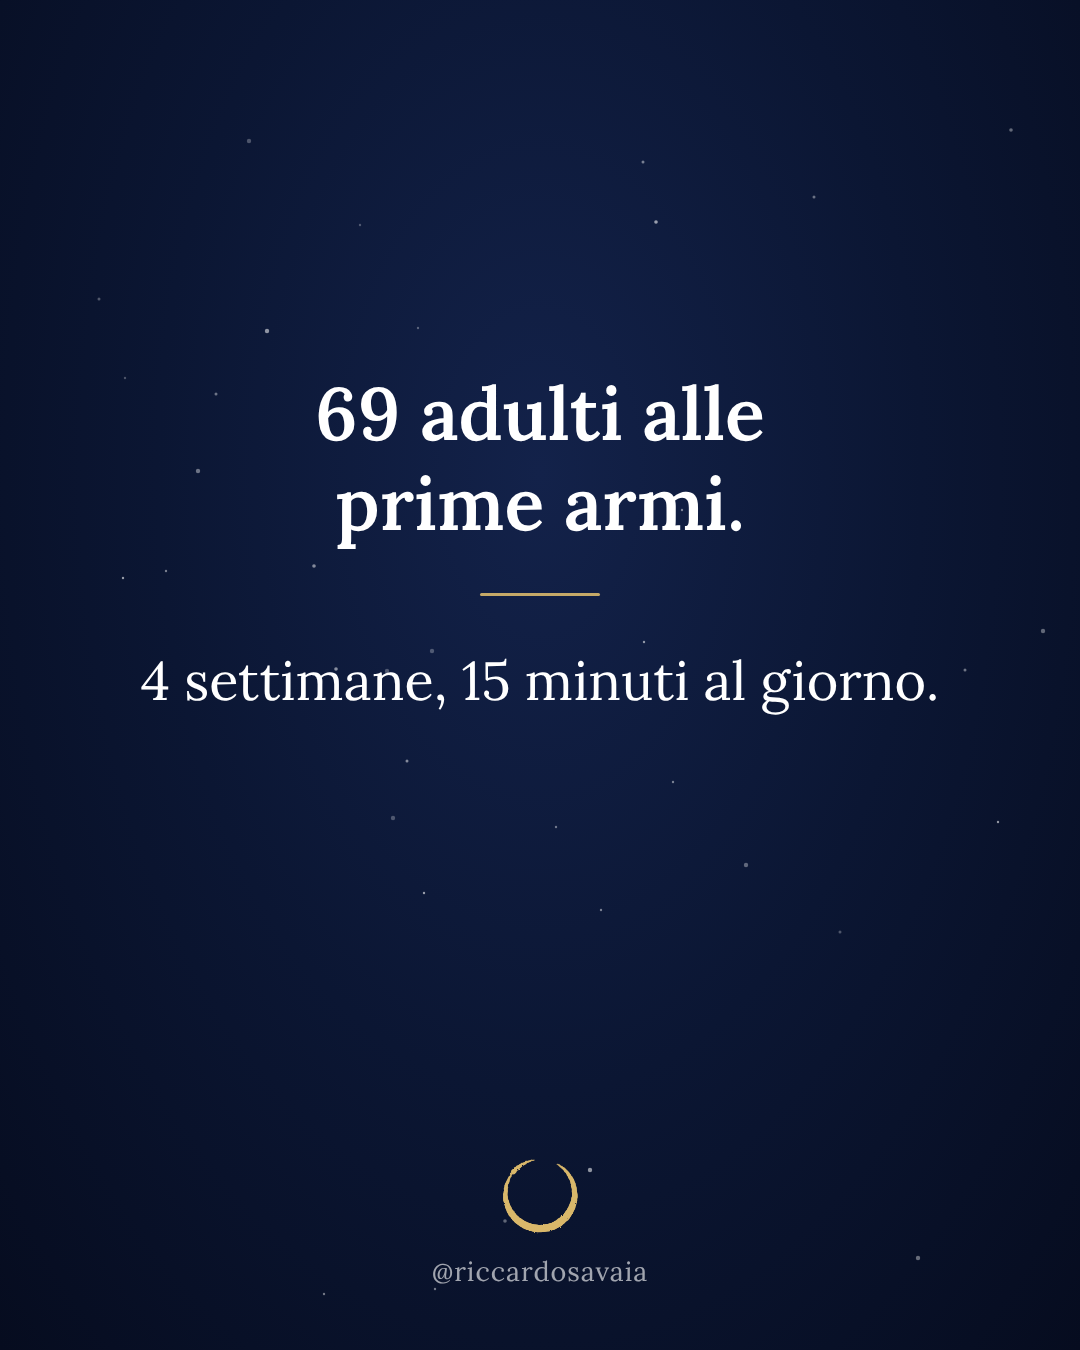 69 adulti alle
prime armi.
4 settimane, 15 minuti al giorno.
@riccardosavaia